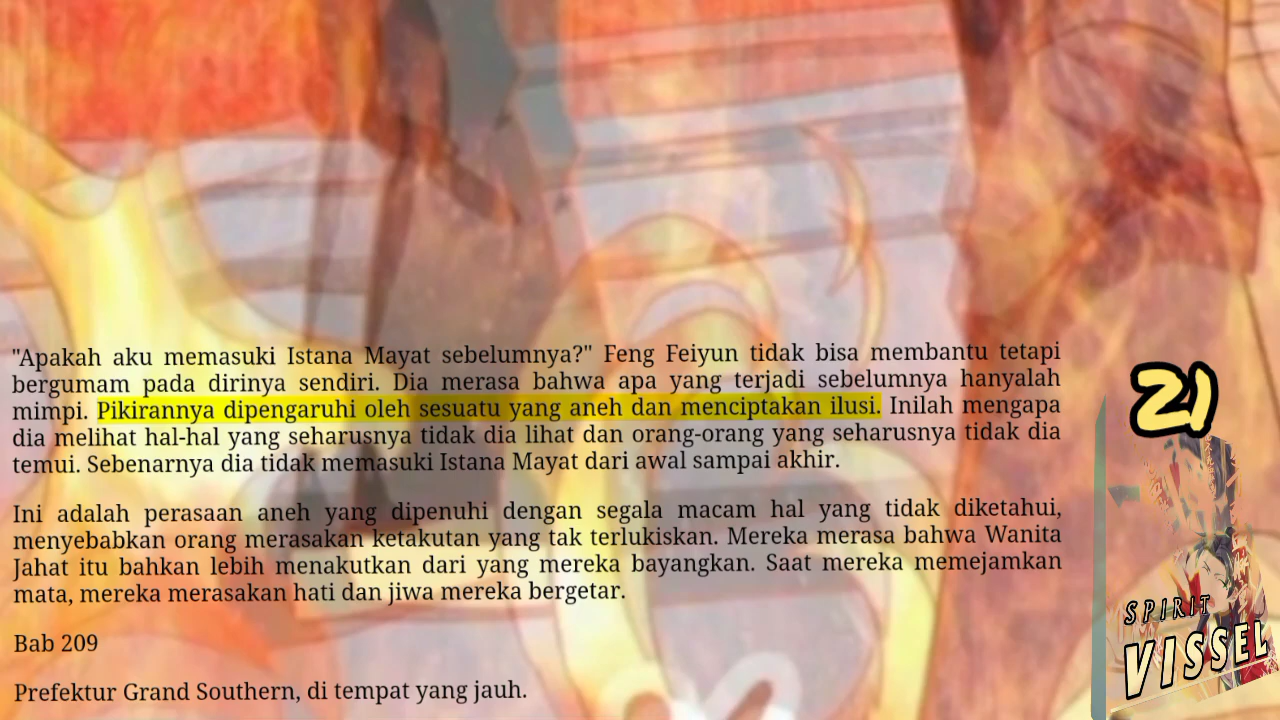 "Apakah aku memasuki Istana Mayat sebelumnya?" Feng Feiyun tidak bisa membantu tetapi
bergumam pada dirinya sendiri. Dia merasa bahwa apa yang terjadi sebelumnya hanyalah
mimpi. Pikirannya dipengaruhi oleh sesuatu yang aneh dan menciptakan ilusi. Inilah mengapa
dia melihat hal-hal yang seharusnya tidak dia lihat dan orang-orang yang seharusnya tidak dia
temui. Sebenarnya dia tidak memasuki Istana Mayat dari awal sampai akhir.
Ini adalah perasaan aneh yang dipenuhi dengan segala macam hal yang tidak diketahui,
menyebabkan orang merasakan ketakutan yang tak terlukiskan. Mereka merasa bahwa Wanita
Jahat itu bahkan lebih menakutkan dari yang mereka bayangkan. Saat mereka memejamkan
mata, mereka merasakan hati dan jiwa mereka bergetar.
Bab 209
Prefektur Grand Southern, di tempat yang jauh.
21
SPIRIT
VISSEL